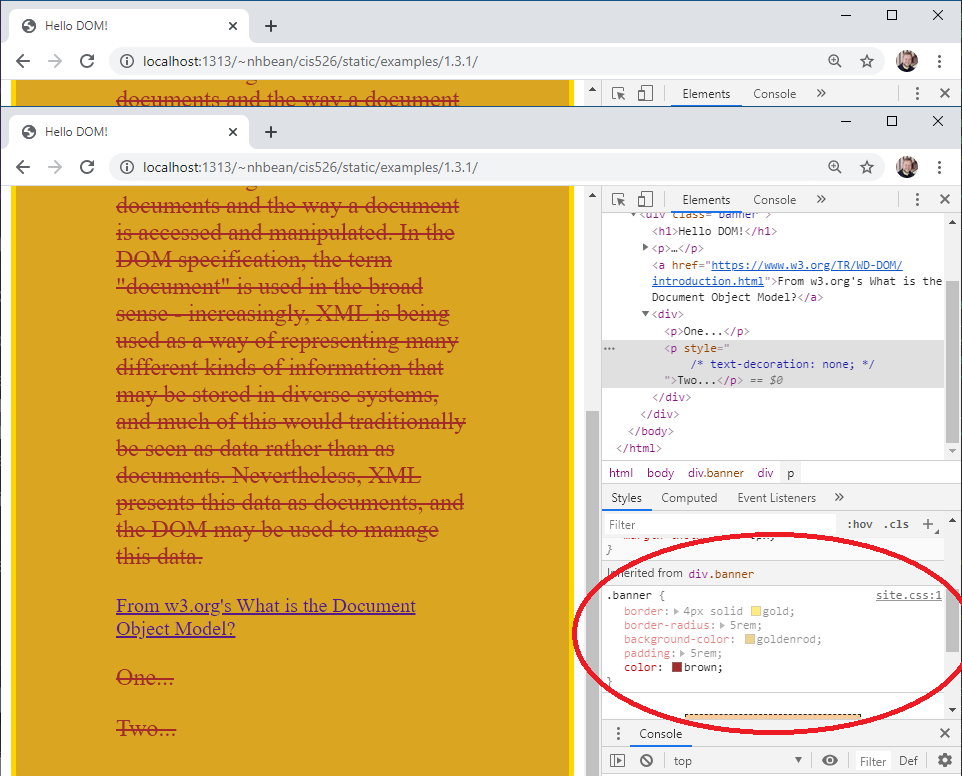 Hello DOM!
localhost:1313/~nhbean/cis526/static/examples/1.3.1/
documents and the way a document
Elements Console »
Hello DOM!
localhost:1313/~nhbean/cis526/static/examples/1.3.1/
documents and the way a document
is accessed and manipulated. In the
DOM specification, the term
"document" is used in the broad
sense - increasingly, XML is being
used as a way of representing many
different kinds of information that
may be stored in diverse systems,
and much of this would traditionally
be seen as data rather than as
documents. Nevertheless, XML
presents this data as documents, and
the DOM may be used to manage
this data.
From w3.org's What is the Document
Object Model?
One...
Two...
Elements Console »
<div class="banner">
<h1>Hello DOM!</h1>
<p>…</p>
<a href="https://www.w3.org/TR/WD-DOM/
introduction.html">From w3.org's What is the
Document Object Model?</a>
<div>
<p>One...</p>
<p style="
/* text-decoration: none; */
">Two...</p> == $0
</div>
</div>
</body>
</html>
html body div.banner div p
Styles Computed Event Listeners »
Filter :hov .cls +
}
Inherited from div.banner
.banner { site.css:1
border: 4px solid gold;
border-radius: 5rem;
background-color: goldenrod;
padding: 5rem;
color: brown;
}
Console
top Filter Def